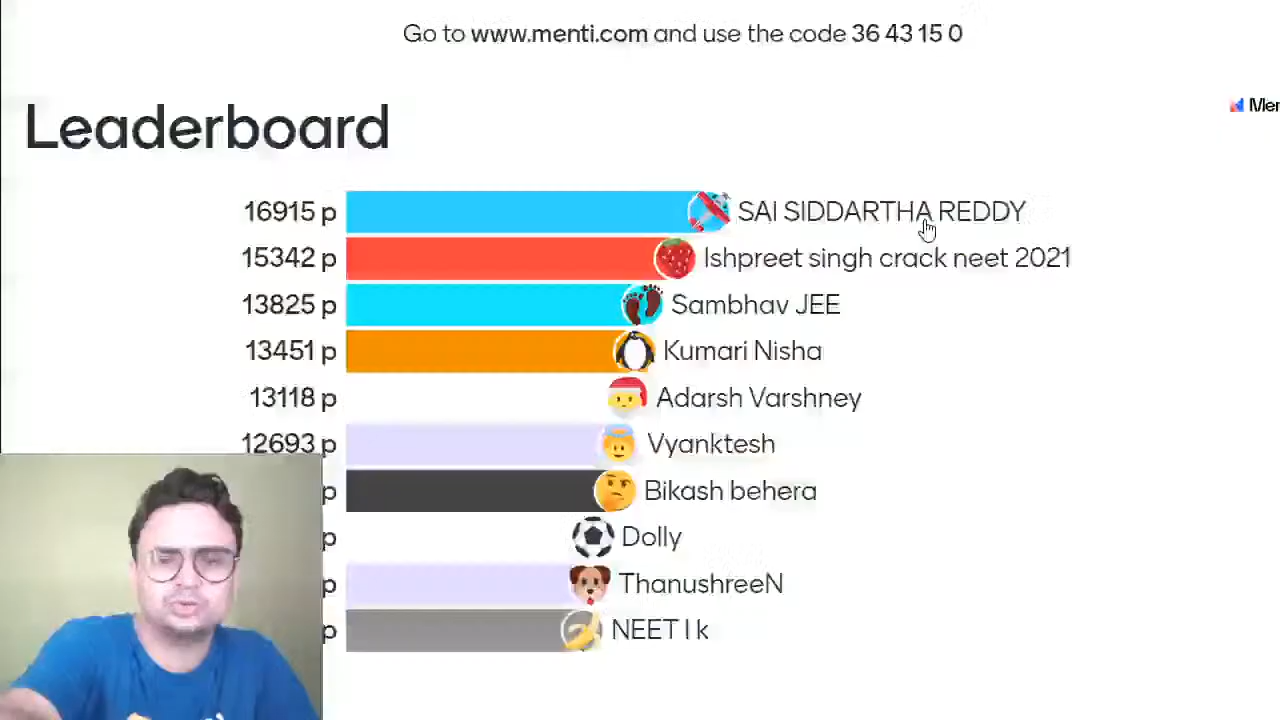 Go to www.menti.com and use the code 36 43 15 0
Leaderboard
16915 p SAI SIDDARTHA REDDY
15342 p Ishpreet singh crack neet 2021
13825 p Sambhav JEE
13451 p Kumari Nisha
13118 p Adarsh Varshney
12693 p Vyanktesh
p Bikash behera
p Dolly
p ThanushreeN
p NEET I k